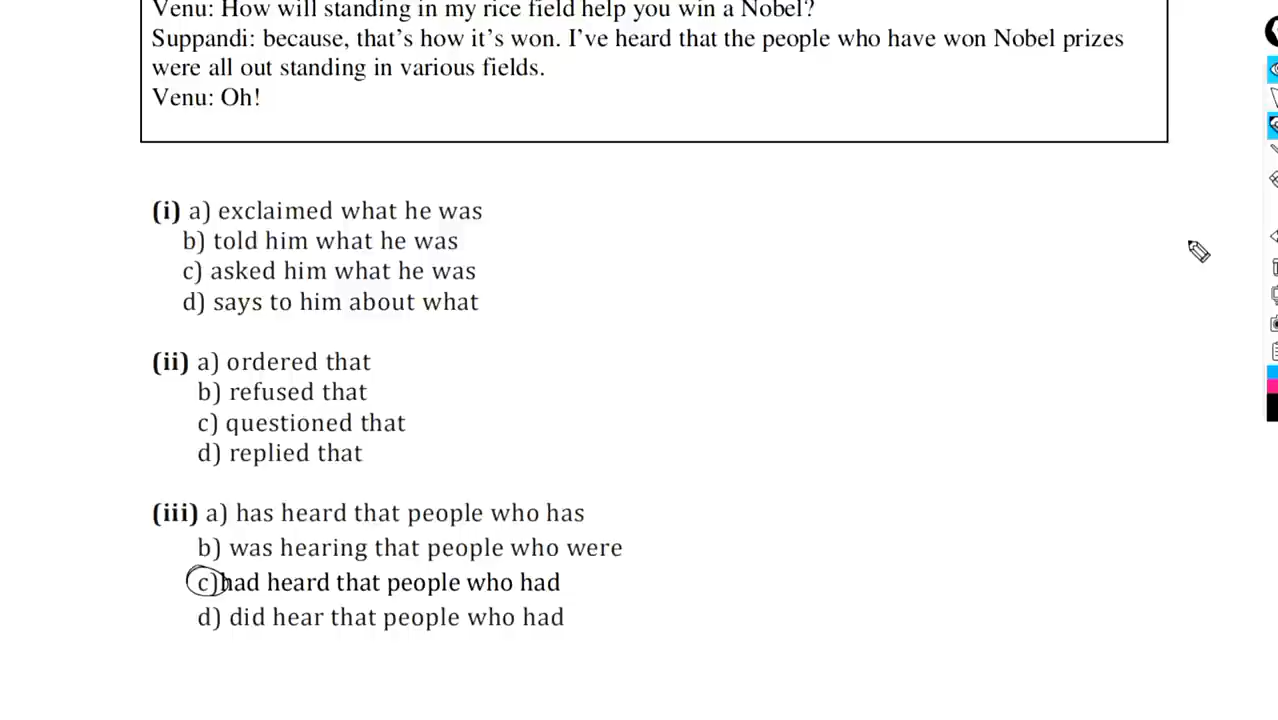 Venu: How will standing in my rice field help you win a Nobel?
Suppandi: because, that's how it's won. I've heard that the people who have won Nobel prizes
were all out standing in various fields.
Venu: Oh!
(i) a) exclaimed what he was
b) told him what he was
c) asked him what he was
d) says to him about what
(ii) a) ordered that
b) refused that
c) questioned that
d) replied that
(iii) a) has heard that people who has
b) was hearing that people who were
c) had heard that people who had
d) did hear that people who had